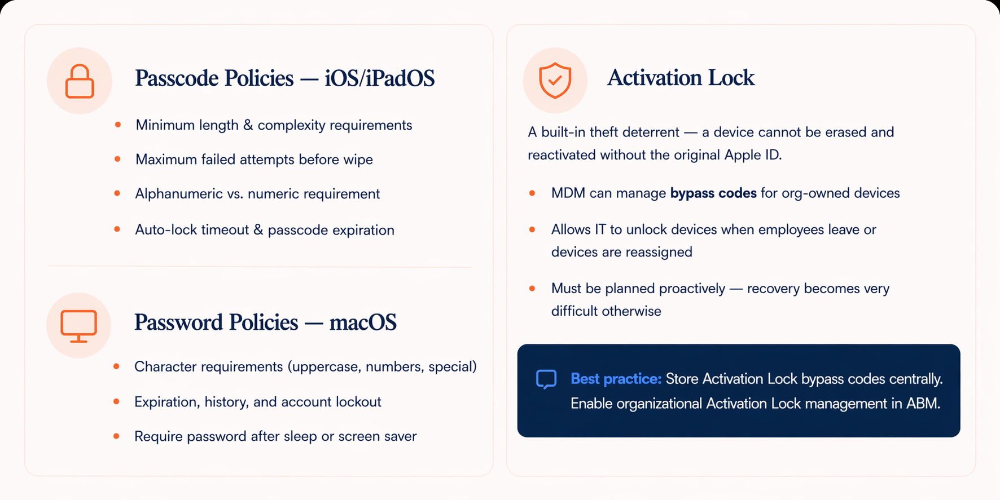 Passcode Policies — iOS/iPadOS
Minimum length & complexity requirements
Maximum failed attempts before wipe
Alphanumeric vs. numeric requirement
Auto-lock timeout & passcode expiration
Password Policies — macOS
Character requirements (uppercase, numbers, special)
Expiration, history, and account lockout
Require password after sleep or screen saver
Activation Lock
A built-in theft deterrent — a device cannot be erased and
reactivated without the original Apple ID.
MDM can manage bypass codes for org-owned devices
Allows IT to unlock devices when employees leave or
devices are reassigned
Must be planned proactively — recovery becomes very
difficult otherwise
Best practice: Store Activation Lock bypass codes centrally.
Enable organizational Activation Lock management in ABM.